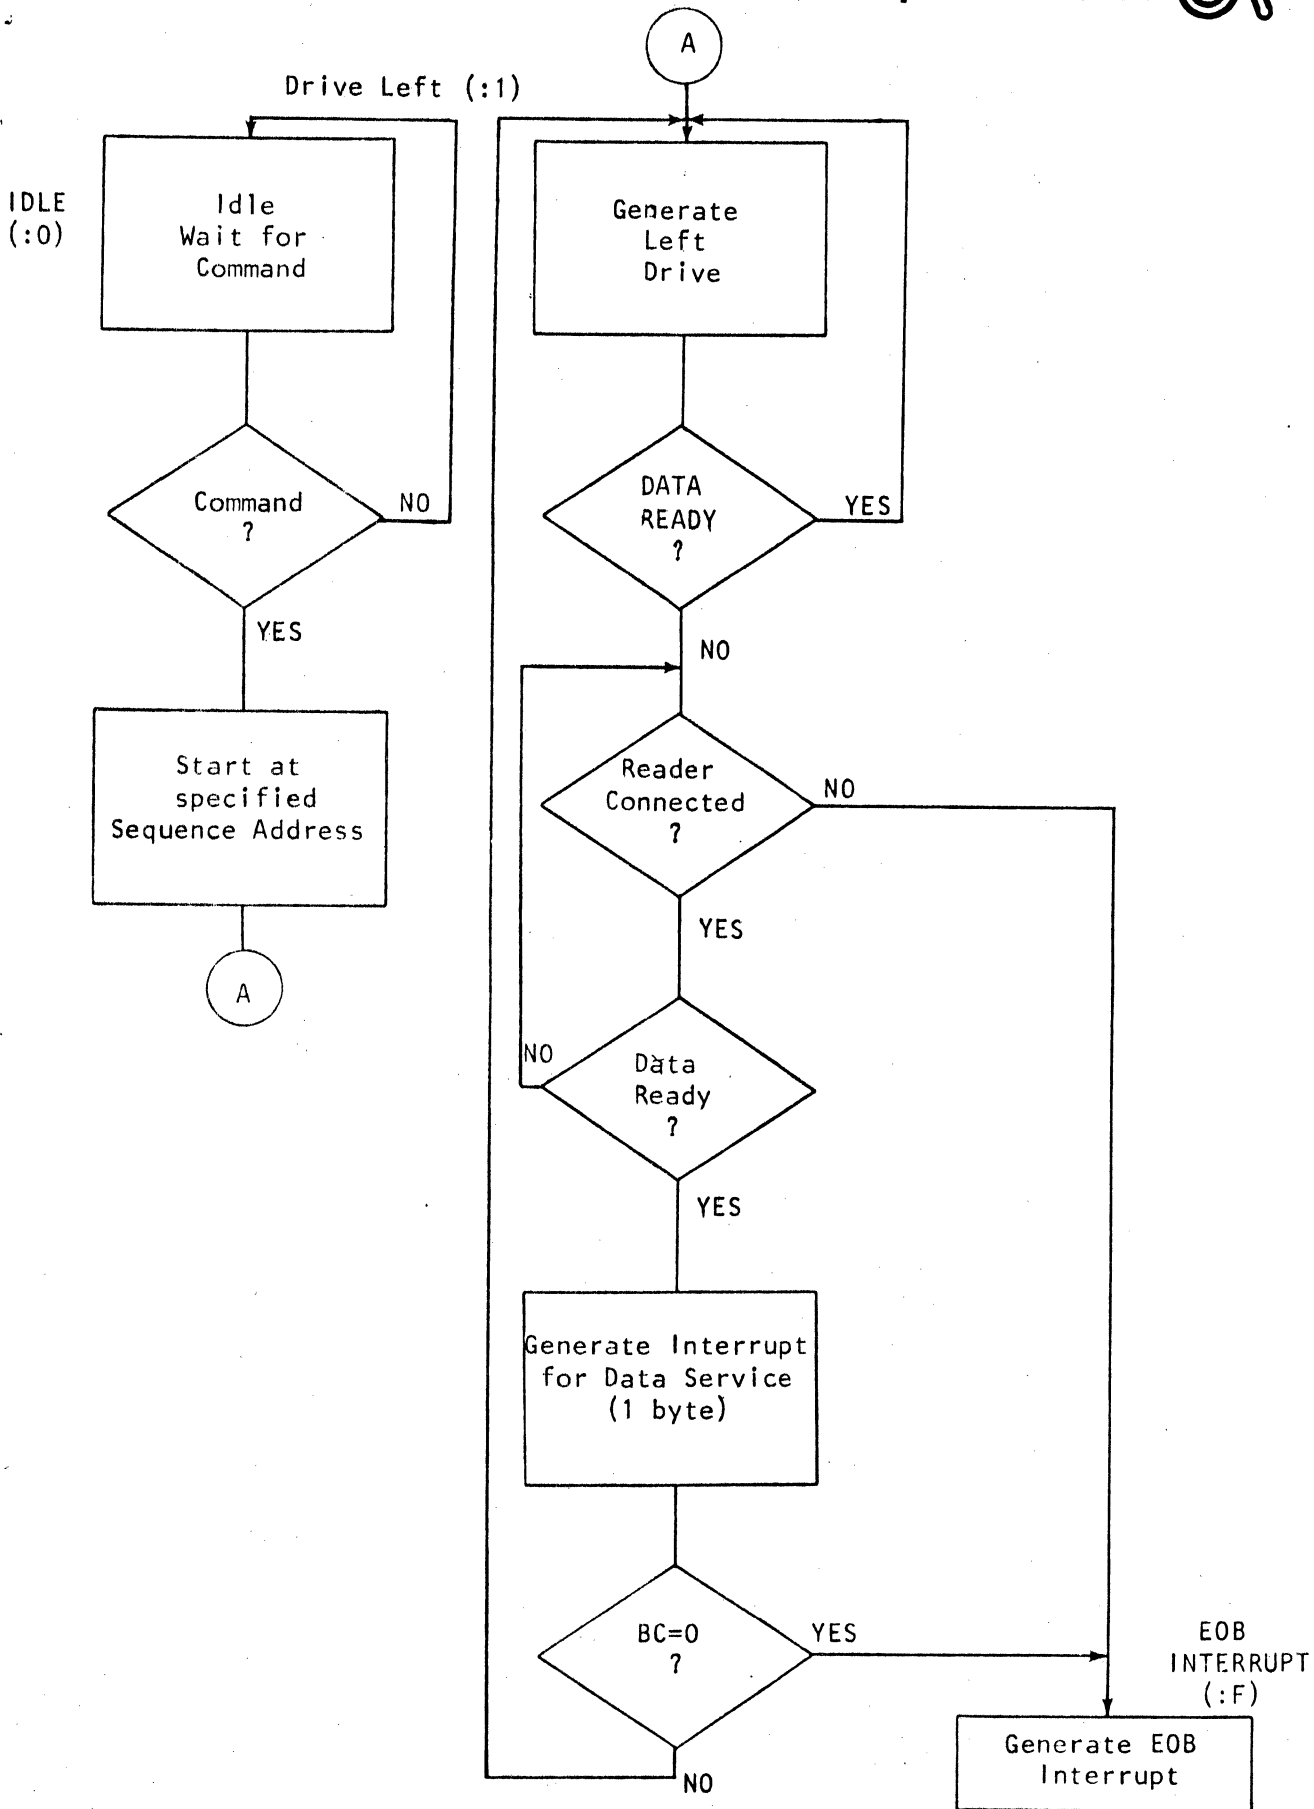 A
Drive Left (:1)
IDLE
(:0)
Idle
Wait for
Command
Generate
Left
Drive
Command
?
NO
DATA
READY
?
YES
YES
NO
Start at
specified
Sequence Address
Reader
Connected
?
NO
YES
A
NO
Data
Ready
?
YES
Generate Interrupt
for Data Service
(1 byte)
BC=0
?
YES
EOB
INTERRUPT
(:F)
NO
Generate EOB
Interrupt